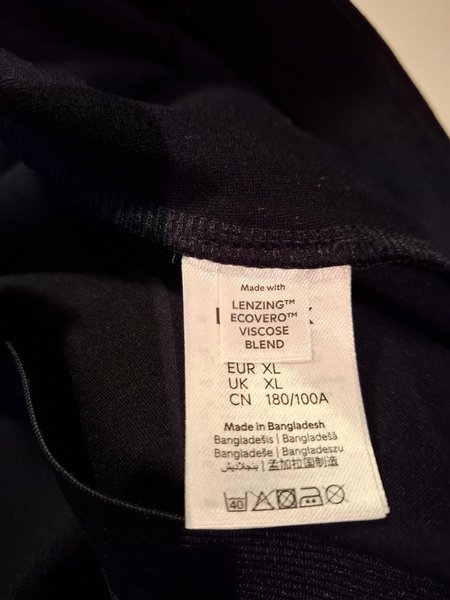 Made with
LENZING™
ECOVERO™
VISCOSE
BLEND
EUR XL
UK XL
CN 180/100A
Made in Bangladesh
Bangladešis | Bangladešā
Bangladeše | Bangladeszu
بنجلاديش | 孟加拉国制造
40